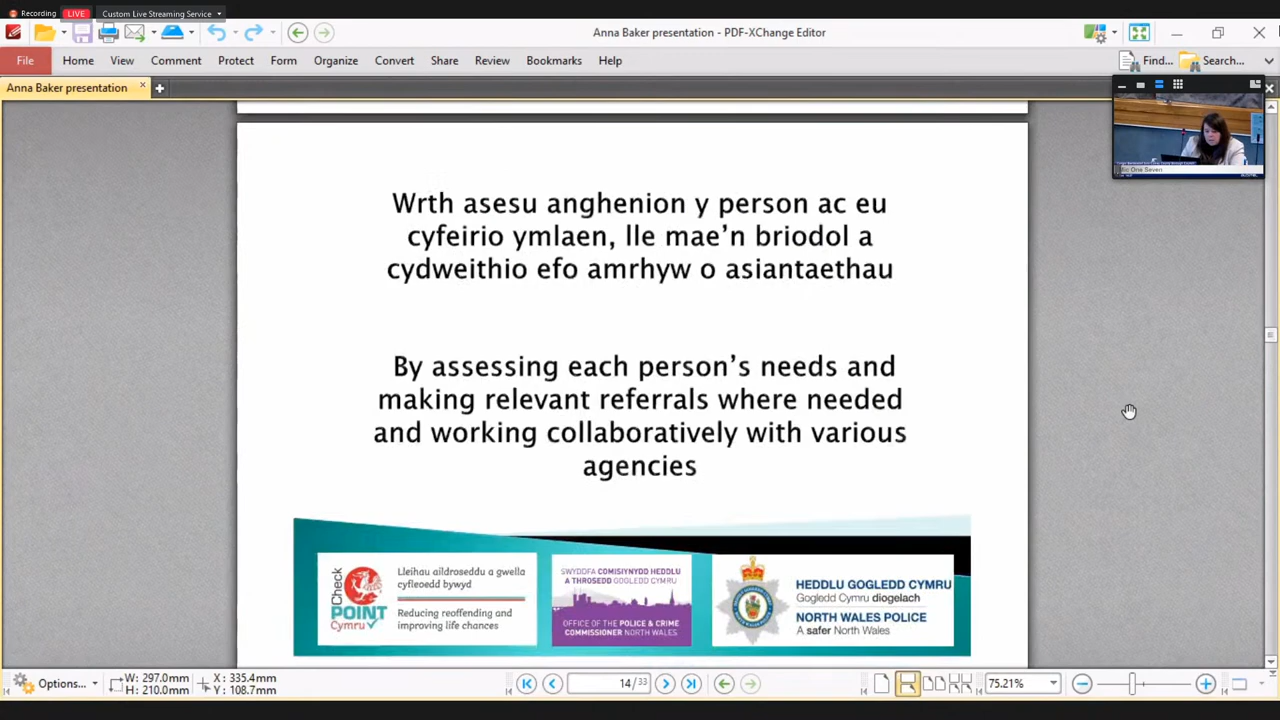 Recording
LIVE
Custom Live Streaming Service
Anna Baker presentation - PDF-XChange Editor
File Home View Comment Protect Form Organize Convert Share Review Bookmarks Help
Find... Search...
Anna Baker presentation
Mic One Seven
Wrth asesu anghenion y person ac eu
cyfeirio ymlaen, lle mae’n briodol a
cydweithio efo amrhyw o asiantaethau
By assessing each person’s needs and
making relevant referrals where needed
and working collaboratively with various
agencies
Check
POINT
Cymru
Lleihau aildroseddu a gwella
cyfleoedd bywyd
Reducing reoffending and
improving life chances
SWYDDFA COMISIYNYDD HEDDLU
A THROSEDD GOGLEDD CYMRU
OFFICE OF THE POLICE & CRIME
COMMISSIONER NORTH WALES
HEDDLU GOGLEDD CYMRU
Gogledd Cymru diogelach
NORTH WALES POLICE
A safer North Wales
Options...
W: 297.0mm
H: 210.0mm
X: 335.4mm
Y: 108.7mm
14/33
75.21%